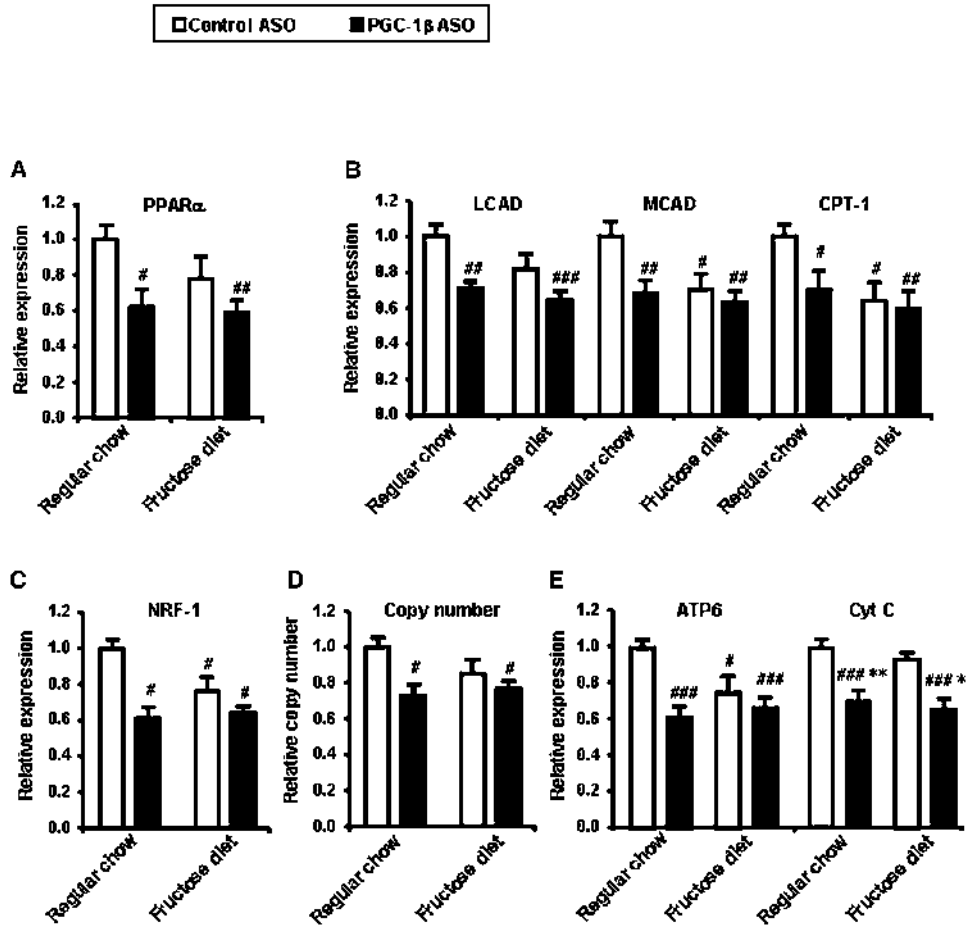 Control ASO PGC-1β ASO
A
PPARα
Relative expression
1.2
1.0
0.8
0.6
0.4
0.2
0.0
#
##
Regular chow
Fructose diet
B
LCAD MCAD CPT-1
Relative expression
1.2
1.0
0.8
0.6
0.4
0.2
0.0
## ### ## # ## # # ##
Regular chow
Fructose diet
Regular chow
Fructose diet
Regular chow
Fructose diet
C
NRF-1
Relative expression
1.2
1.0
0.8
0.6
0.4
0.2
0.0
# # #
Regular chow
Fructose diet
D
Copy number
Relative copy number
1.2
1.0
0.8
0.6
0.4
0.2
0.0
# #
Regular chow
Fructose diet
E
ATP6 Cyt C
Relative expression
1.2
1.0
0.8
0.6
0.4
0.2
0.0
### # ### ### ** ### *
Regular chow
Fructose diet
Regular chow
Fructose diet